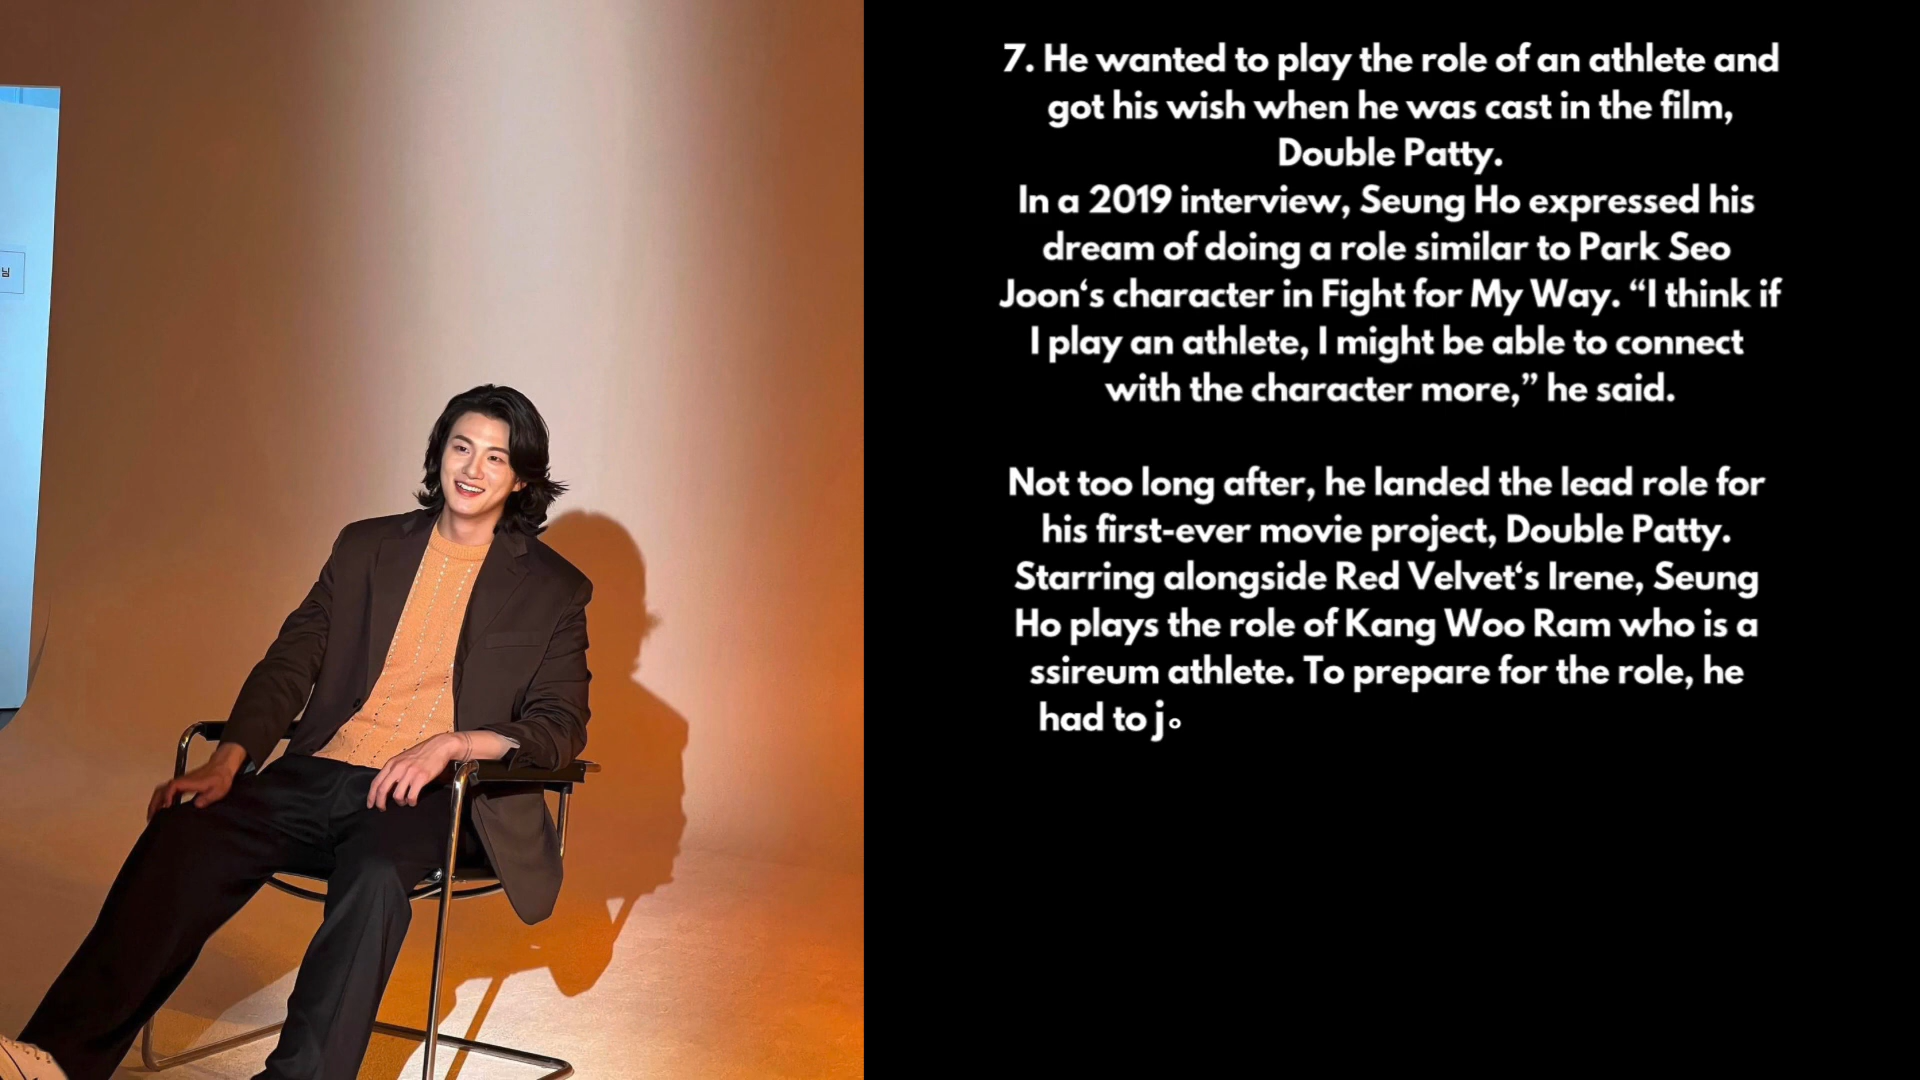 7. He wanted to play the role of an athlete and
got his wish when he was cast in the film,
Double Patty.
In a 2019 interview, Seung Ho expressed his
dream of doing a role similar to Park Seo
Joon‘s character in Fight for My Way. “I think if
I play an athlete, I might be able to connect
with the character more,” he said.
Not too long after, he landed the lead role for
his first-ever movie project, Double Patty.
Starring alongside Red Velvet‘s Irene, Seung
Ho plays the role of Kang Woo Ram who is a
ssireum athlete. To prepare for the role, he
had to jo
님